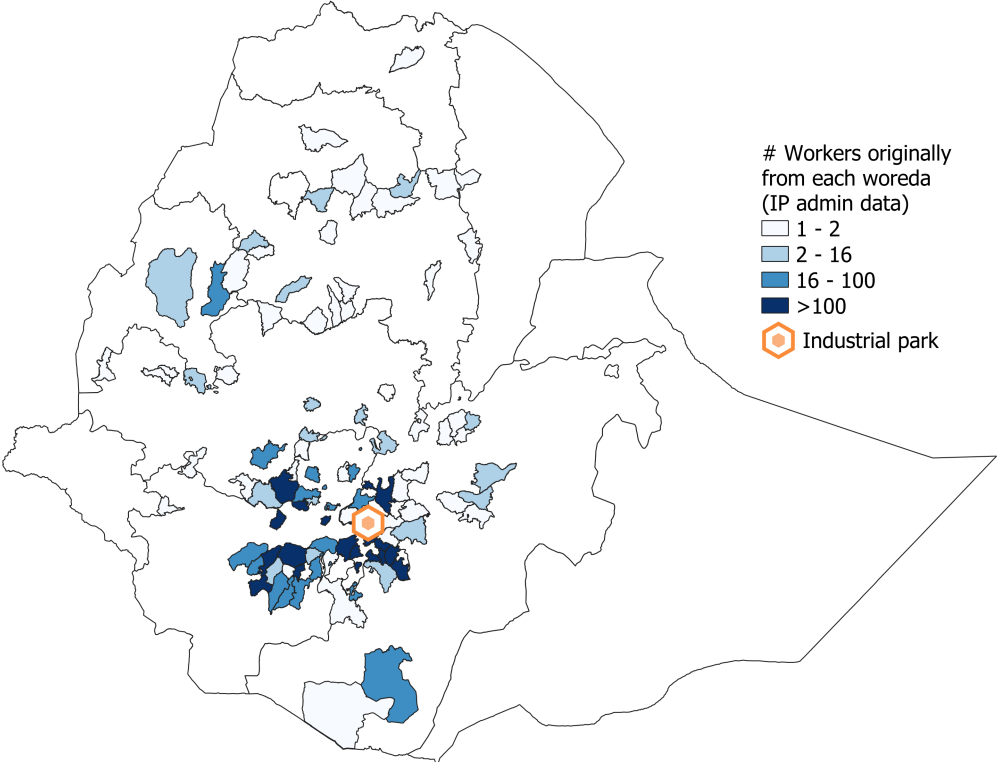 # Workers originally
from each woreda
(IP admin data)
1 - 2
2 - 16
16 - 100
>100
Industrial park